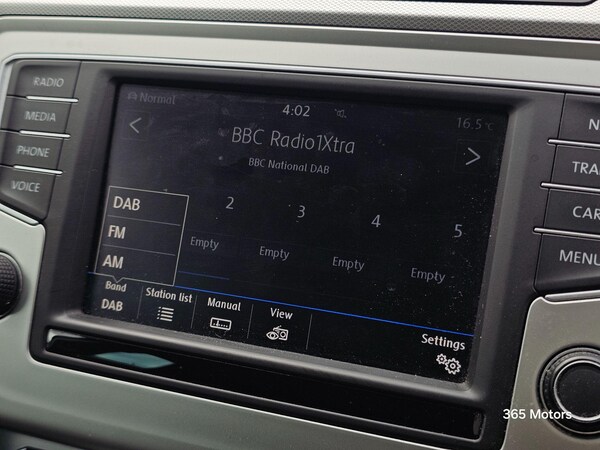 RADIO
MEDIA
PHONE
VOICE
Normal
4:02
16.5°C
BBC Radio1Xtra
BBC National DAB
DAB
FM
AM
2
3
4
5
Empty
Empty
Empty
Empty
Band
DAB
Station list
Manual
View
Settings
N
TRA
CAR
MENU
365 Motors